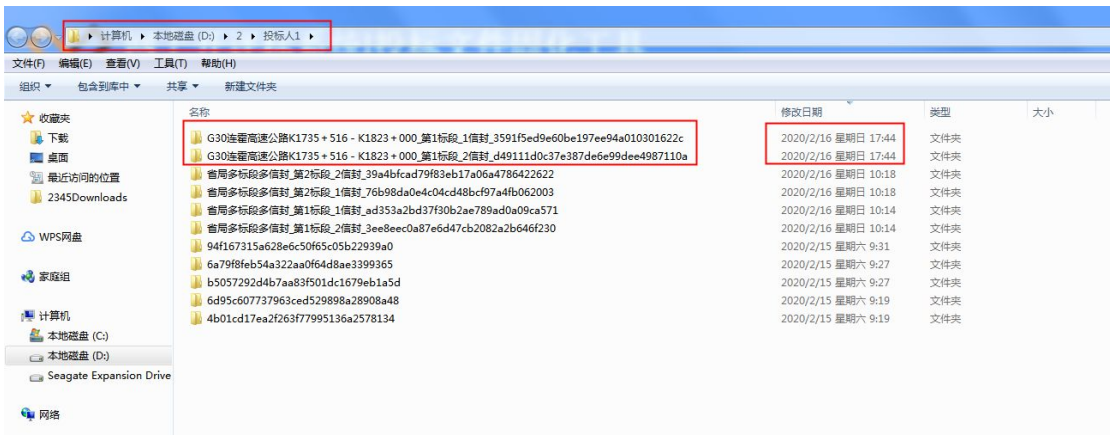 计算机 ▸ 本地磁盘 (D:) ▸ 2 ▸ 投标人1 ▸
文件(F) 编辑(E) 查看(V) 工具(T) 帮助(H)
组织 包含到库中 共享 新建文件夹
名称 修改日期 类型 大小
收藏夹
下载
桌面
最近访问的位置
2345Downloads
WPS网盘
家庭组
计算机
本地磁盘 (C:)
本地磁盘 (D:)
Seagate Expansion Drive
网络
G30连霍高速公路K1735+516-K1823+000_第1标段_1信封_3591f5ed9e60be197ee94a010301622c 2020/2/16 星期日 17:44 文件夹
G30连霍高速公路K1735+516-K1823+000_第1标段_2信封_d49111d0c37e387de6e99dee4987110a 2020/2/16 星期日 17:44 文件夹
省局多标段多信封_第2标段_2信封_39a4bfcad79f83eb17a06a4786422622 2020/2/16 星期日 10:18 文件夹
省局多标段多信封_第2标段_1信封_76b98da0e4c04cd48bcf97a4fb062003 2020/2/16 星期日 10:18 文件夹
省局多标段多信封_第1标段_1信封_ad353a2bd37f30b2ae789ad0a09ca571 2020/2/16 星期日 10:14 文件夹
省局多标段多信封_第1标段_2信封_3ee8eec0a87e6d47cb2082a2b646f230 2020/2/16 星期日 10:14 文件夹
94f167315a628e6c50f65c05b22939a0 2020/2/15 星期六 9:31 文件夹
6a79f8feb54a322aa0f64d8ae3399365 2020/2/15 星期六 9:27 文件夹
b5057292d4b7aa83f501dc1679eb1a5d 2020/2/15 星期六 9:27 文件夹
6d95c607737963ced529898a28908a48 2020/2/15 星期六 9:19 文件夹
4b01cd17ea2f263f77995136a2578134 2020/2/15 星期六 9:19 文件夹